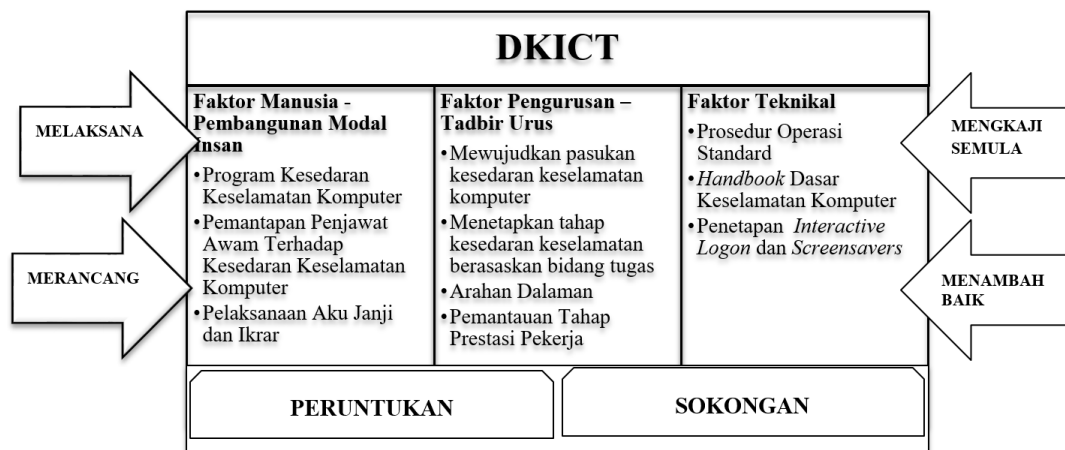 DKICT
MELAKSANA
MERANCANG
Faktor Manusia -
Pembangunan Modal
Insan
•Program Kesedaran
Keselamatan Komputer
•Pemantapan Penjawat
Awam Terhadap
Kesedaran Keselamatan
Komputer
•Pelaksanaan Aku Janji
dan Ikrar
Faktor Pengurusan –
Tadbir Urus
•Mewujudkan pasukan
kesedaran keselamatan
komputer
•Menetapkan tahap
kesedaran keselamatan
berasaskan bidang tugas
•Arahan Dalaman
•Pemantauan Tahap
Prestasi Pekerja
Faktor Teknikal
•Prosedur Operasi
Standard
•Handbook Dasar
Keselamatan Komputer
•Penetapan Interactive
Logon dan Screensavers
MENGKAJI
SEMULA
MENAMBAH
BAIK
PERUNTUKAN
SOKONGAN